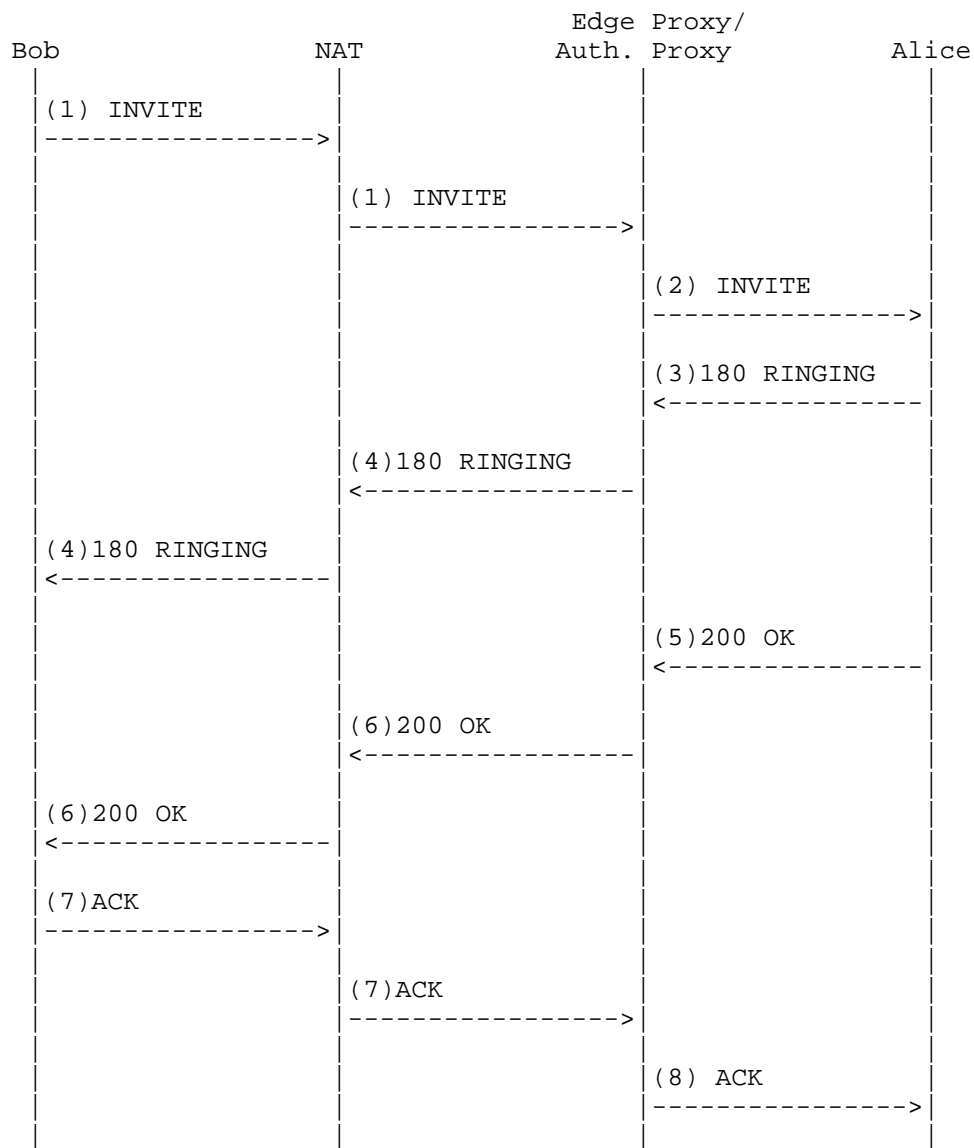 Edge Proxy/
Bob NAT Auth. Proxy Alice
(1) INVITE
----------------->
(1) INVITE
----------------->
(2) INVITE
---------------->
(3)180 RINGING
<----------------
(4)180 RINGING
<-----------------
(4)180 RINGING
<-----------------
(5)200 OK
<----------------
(6)200 OK
<-----------------
(6)200 OK
<-----------------
(7)ACK
----------------->
(7)ACK
----------------->
(8) ACK
---------------->